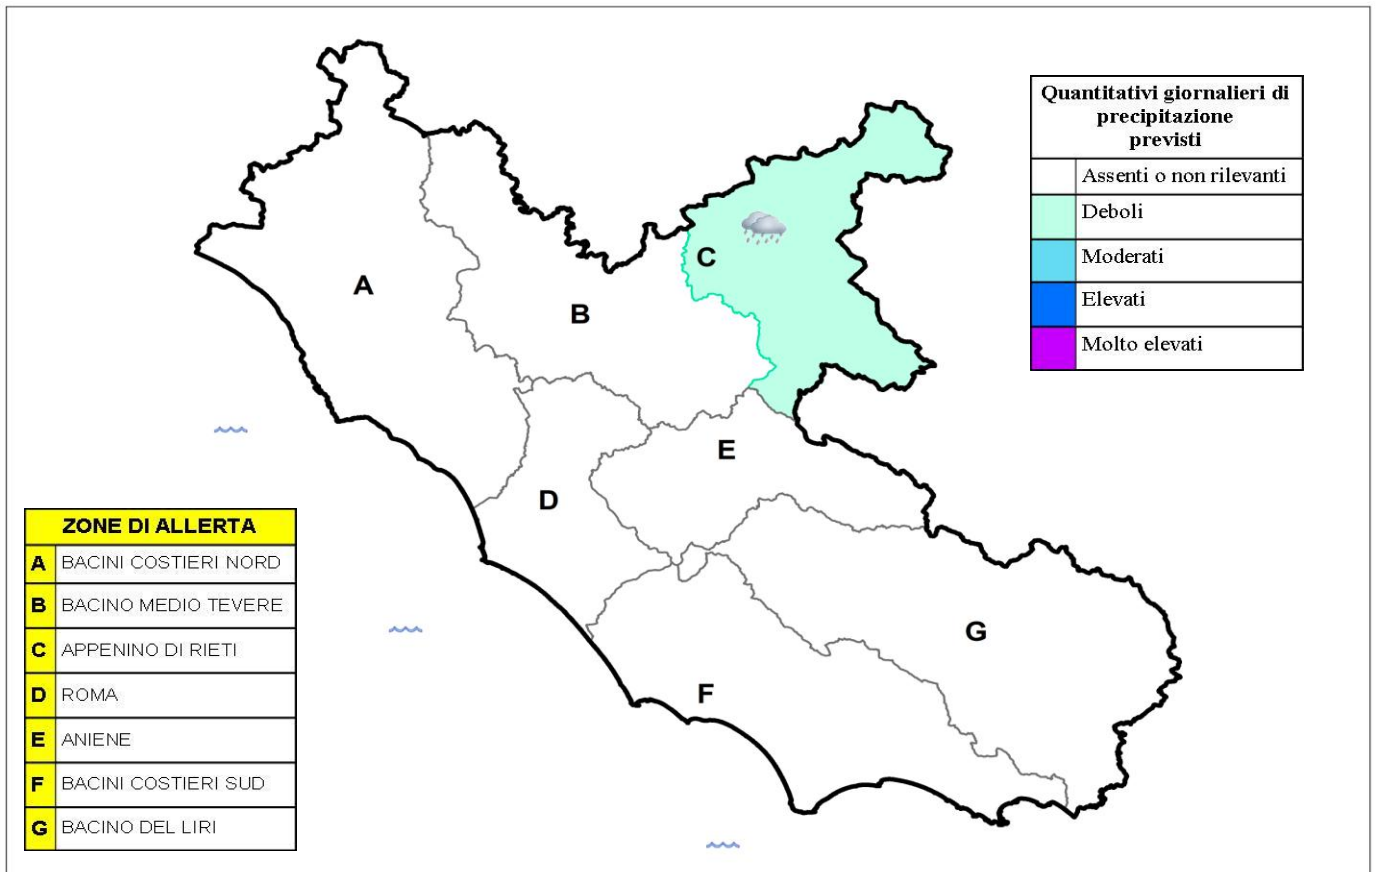 Quantitativi giornalieri di
precipitazione
previsti
Assenti o non rilevanti
Deboli
Moderati
Elevati
Molto elevati
A
B
C
D
E
F
G
ZONE DI ALLERTA
A BACINI COSTIERI NORD
B BACINO MEDIO TEVERE
C APPENINO DI RIETI
D ROMA
E ANIENE
F BACINI COSTIERI SUD
G BACINO DEL LIRI